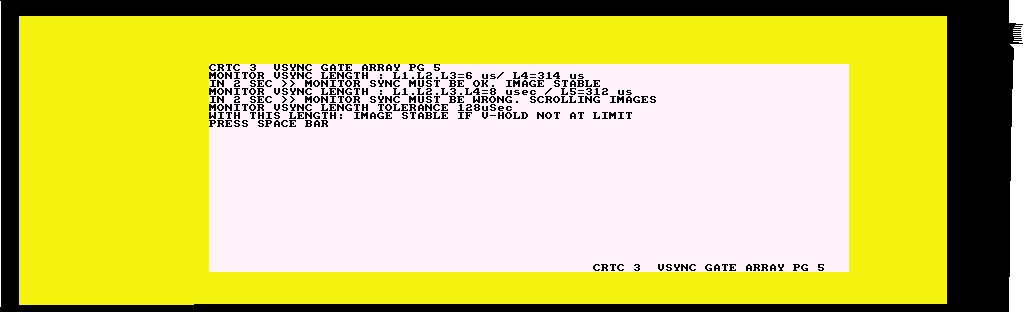 CRTC 3  VSYNC GATE ARRAY PG 5
MONITOR VSYNC LENGTH : L1.L2.L3=6 us/ L4=314 us
IN 2 SEC >> MONITOR SYNC MUST BE OK. IMAGE STABLE
MONITOR VSYNC LENGTH : L1.L2.L3.L4=8 usec / L5=312 us
IN 2 SEC >> MONITOR SYNC MUST BE WRONG. SCROLLING IMAGES
MONITOR VSYNC LENGTH TOLERANCE 128uSec
WITH THIS LENGTH: IMAGE STABLE IF V-HOLD NOT AT LIMIT
PRESS SPACE BAR
CRTC 3  VSYNC GATE ARRAY PG 5